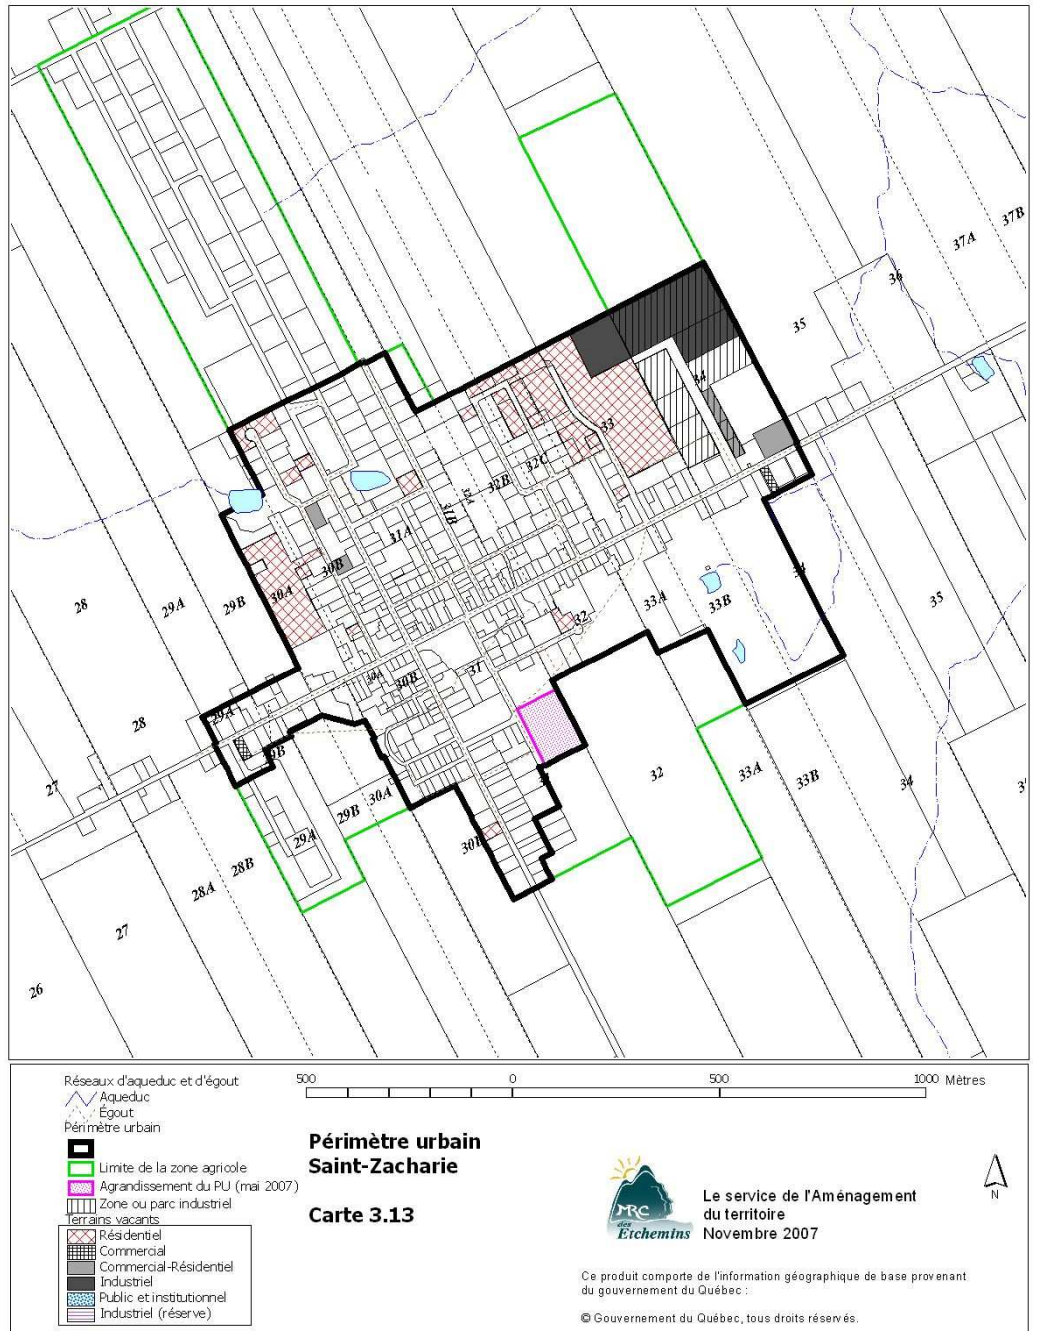 37B
37A
36
35
34
33
32C
32B
32A
31B
31A
30B
30A
29B
29A
28
34
35
33A
33B
32
31
30B
30A
29A
28
29B
27
32
33A
33B
34
30A
29B
29A
30B
28B
28A
27
26
Réseaux d'aqueduc et d'égout
Aqueduc
Égout
Périmètre urbain
Limite de la zone agricole
Agrandissement du PU (mai 2007)
Zone ou parc industriel
Terrains vacants
Résidentiel
Commercial
Commercial-Résidentiel
Industriel
Public et institutionnel
Industriel (réserve)
500 0 500 1000 Mètres
Périmètre urbain
Saint-Zacharie
Carte 3.13
MRC
des
Etchemins
Le service de l'Aménagement
du territoire
Novembre 2007
N
Ce produit comporte de l'information géographique de base provenant
du gouvernement du Québec :
© Gouvernement du Québec, tous droits réservés.